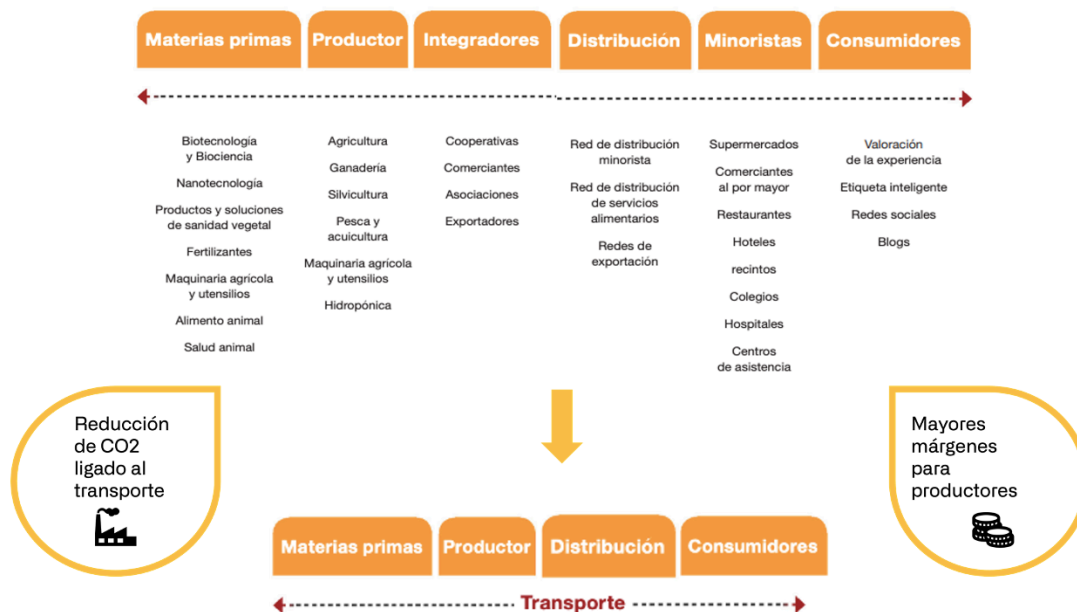 Materias primas
Productor
Integradores
Distribución
Minoristas
Consumidores
Biotecnología
y Biociencia
Nanotecnología
Productos y soluciones
de sanidad vegetal
Fertilizantes
Maquinaria agrícola
y utensilios
Alimento animal
Salud animal
Agricultura
Ganadería
Silvicultura
Pesca y
acuicultura
Maquinaria agrícola
y utensilios
Hidropónica
Cooperativas
Comerciantes
Asociaciones
Exportadores
Red de distribución
minorista
Red de distribución
de servicios
alimentarios
Redes de
exportación
Supermercados
Comerciantes
al por mayor
Restaurantes
Hoteles
recintos
Colegios
Hospitales
Centros
de asistencia
Valoración
de la experiencia
Etiqueta inteligente
Redes sociales
Blogs
Reducción
de CO2
ligado al
transporte
Mayores
márgenes
para
productores
Materias primas
Productor
Distribución
Consumidores
Transporte